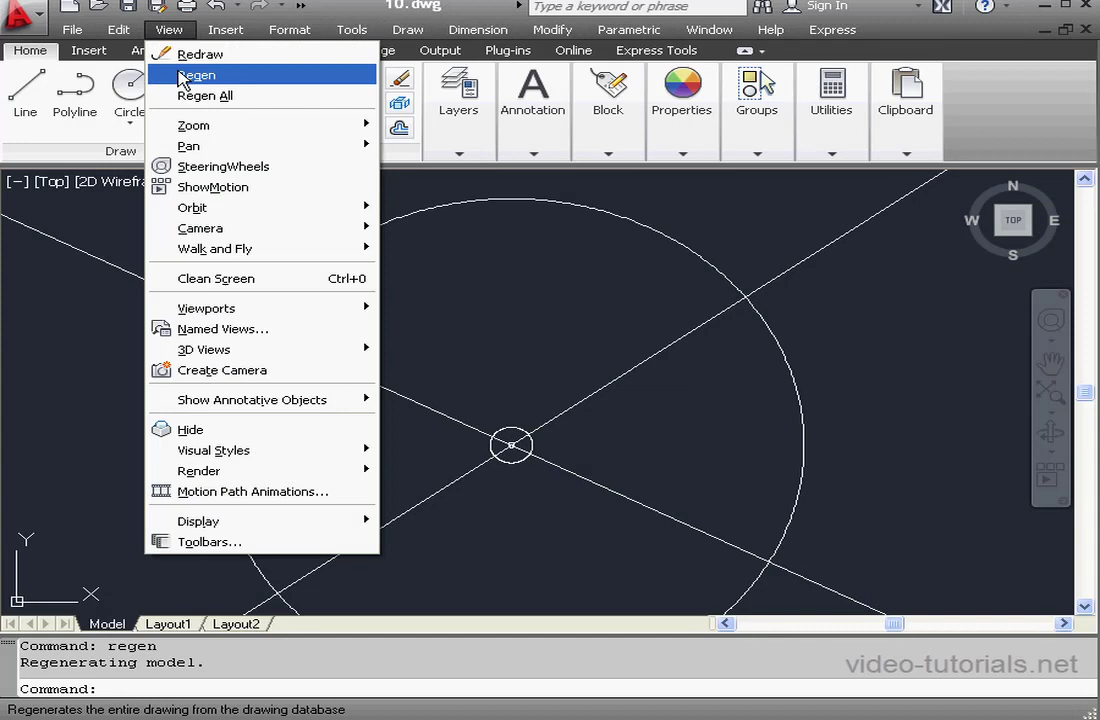 10.dwg
Type a keyword or phrase
Sign In
File Edit View Insert Format Tools Draw Dimension Modify Parametric Window Help Express
Home Insert Output Plug-ins Online Express Tools
Line
Polyline
Circle
Draw
Layers
Annotation
Block
Properties
Groups
Utilities
Clipboard
Redraw
Regen
Regen All
Zoom
Pan
SteeringWheels
ShowMotion
Orbit
Camera
Walk and Fly
Clean Screen Ctrl+0
Viewports
Named Views...
3D Views
Create Camera
Show Annotative Objects
Hide
Visual Styles
Render
Motion Path Animations...
Display
Toolbars...
[−] [Top] [2D Wirefra
N
W TOP E
S
Y
X
Model Layout1 Layout2
Command: regen
Regenerating model.
video-tutorials.net
Command:
Regenerates the entire drawing from the drawing database